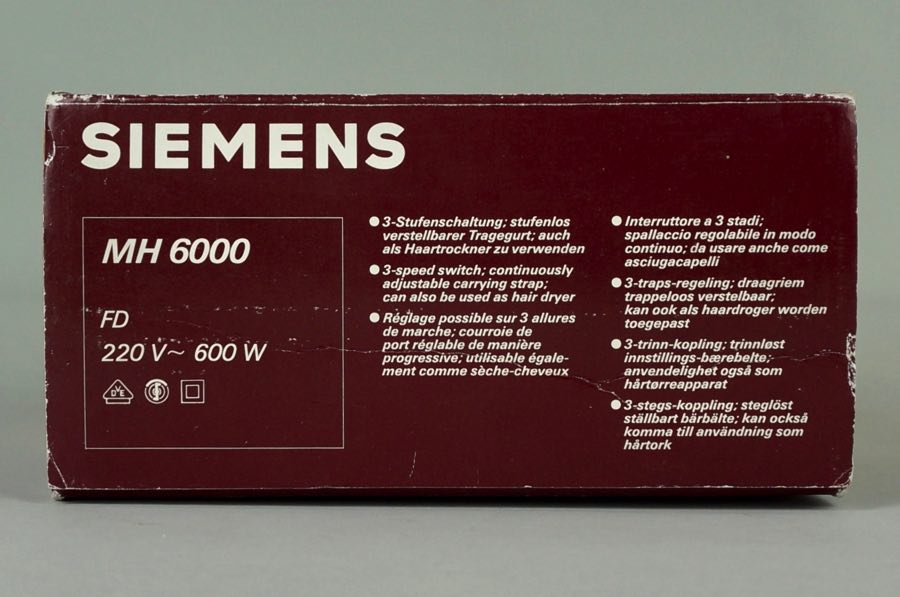 SIEMENS
MH 6000
FD
220 V~ 600 W
VDE
3-Stufenschaltung; stufenlos
verstellbarer Tragegurt; auch
als Haartrockner zu verwenden
3-speed switch; continuously
adjustable carrying strap;
can also be used as hair dryer
Réglage possible sur 3 allures
de marche; courroie de
port réglable de manière
progressive; utilisable égale-
ment comme sèche-cheveux
Interruttore a 3 stadi;
spallaccio regolabile in modo
continuo; da usare anche come
asciugacapelli
3-traps-regeling; draagriem
trappeloos verstelbaar;
kan ook als haardroger worden
toegepast
3-trinn-kopling; trinnløst
innstillings-bærebelte;
anvendelighet også som
hårtørreapparat
3-stegs-koppling; steglöst
ställbart bärbälte; kan också
komma till användning som
hårtork